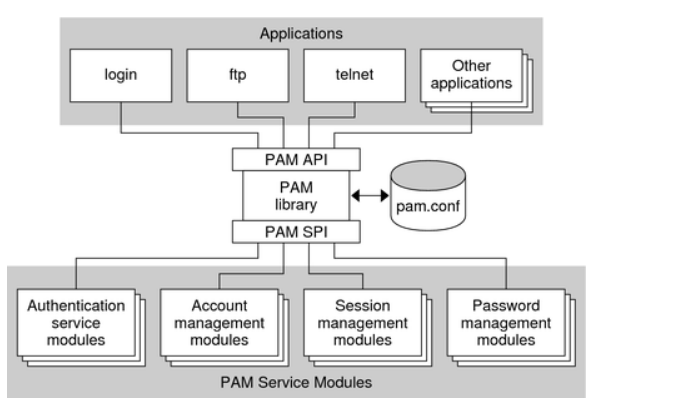 Applications
login
ftp
telnet
Other
applications
PAM API
PAM
library
pam.conf
PAM SPI
Authentication
service
modules
Account
management
modules
Session
management
modules
Password
management
modules
PAM Service Modules